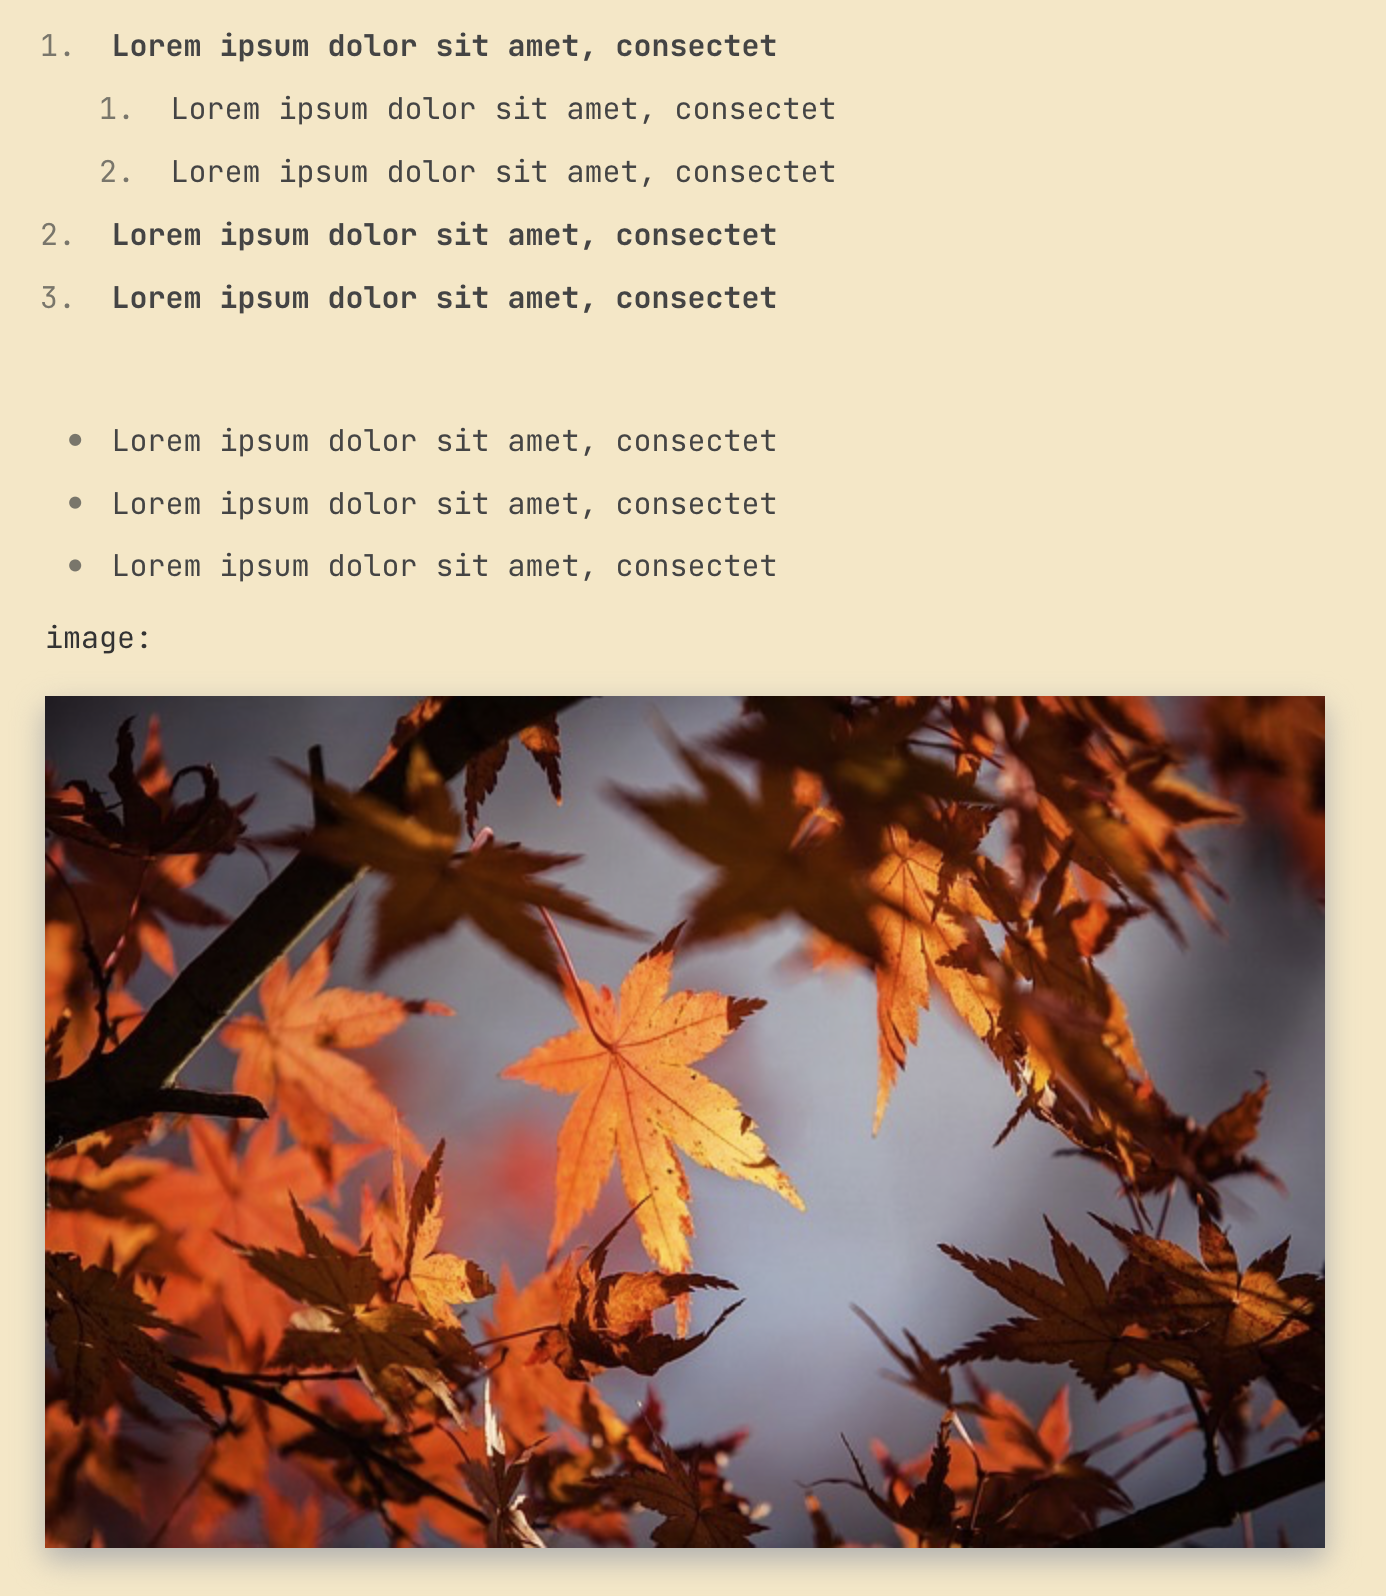 1. Lorem ipsum dolor sit amet, consectet
1. Lorem ipsum dolor sit amet, consectet
2. Lorem ipsum dolor sit amet, consectet
2. Lorem ipsum dolor sit amet, consectet
3. Lorem ipsum dolor sit amet, consectet
• Lorem ipsum dolor sit amet, consectet
• Lorem ipsum dolor sit amet, consectet
• Lorem ipsum dolor sit amet, consectet
image: